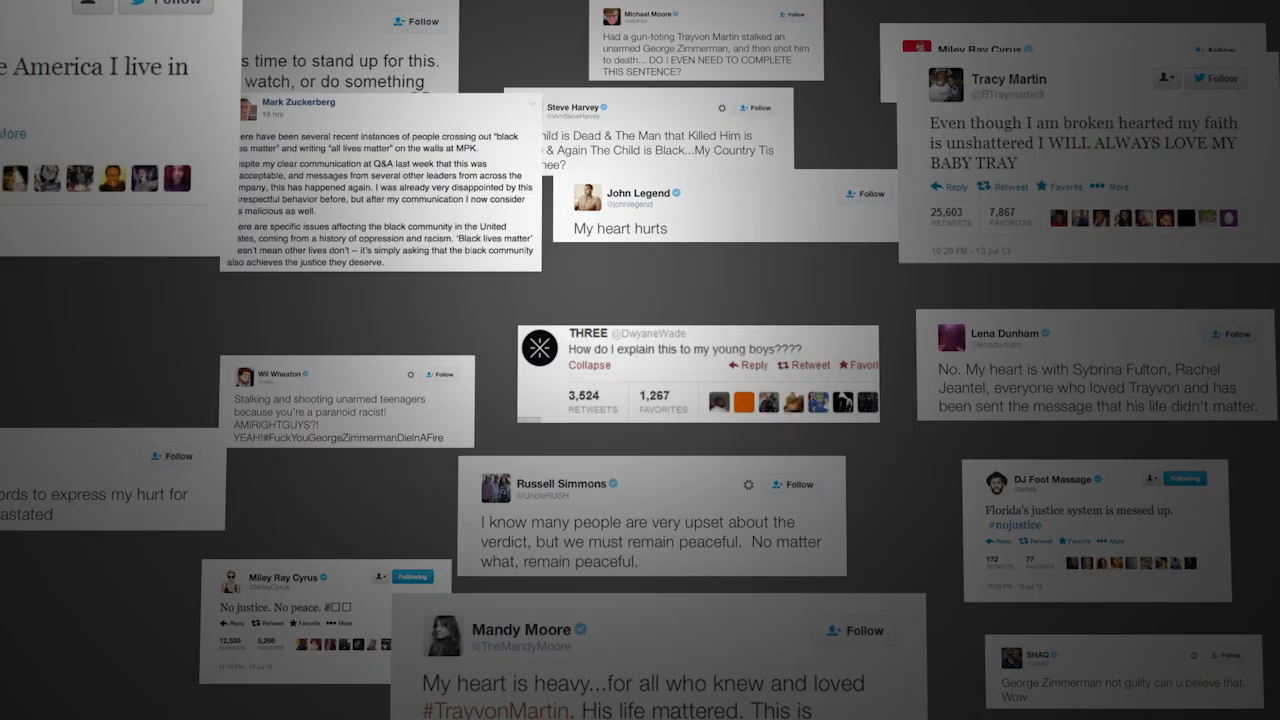 Follow
e America I live in
More
Follow
s time to stand up for this.
watch, or do something
Mark Zuckerberg
18 hrs
ere have been several recent instances of people crossing out "black
es matter" and writing "all lives matter" on the walls at MPK.
spite my clear communication at Q&A last week that this was
acceptable, and messages from several other leaders from across the
mpany, this has happened again. I was already very disappointed by this
respectful behavior before, but after my communication I now consider
s malicious as well.
ere are specific issues affecting the black community in the United
ates, coming from a history of oppression and racism. 'Black lives matter'
esn't mean other lives don't -- it's simply asking that the black community
also achieves the justice they deserve.
Michael Moore
Follow
Had a gun-toting Trayvon Martin stalked an
unarmed George Zimmerman, and then shot him
to death... DO I EVEN NEED TO COMPLETE
THIS SENTENCE?
Steve Harvey
@IAmSteveHarvey
Follow
hild is Dead & The Man that Killed Him is
& Again The Child is Black...My Country Tis
hee?
John Legend
@johnlegend
Follow
My heart hurts
Miley Ray Cyrus
Follow
Tracy Martin
@BTraymartin9
Follow
Even though I am broken hearted my faith
is unshattered I WILL ALWAYS LOVE MY
BABY TRAY
Reply Retweet Favorite More
25,603 7,867
RETWEETS FAVORITES
10:29 PM - 13 Jul 13
THREE @DwyaneWade
How do I explain this to my young boys????
Collapse Reply Retweet Favori
3,524 1,267
RETWEETS FAVORITES
Lena Dunham
@lenadunham
Follow
No. My heart is with Sybrina Fulton, Rachel
Jeantel, everyone who loved Trayvon and has
been sent the message that his life didn't matter.
Wil Wheaton
Follow
Stalking and shooting unarmed teenagers
because you're a paranoid racist!
AMIRIGHTGUYS?!
YEAH!#FuckYouGeorgeZimmermanDieInAFire
Follow
ords to express my hurt for
astated
Russell Simmons
@UncleRUSH
Follow
I know many people are very upset about the
verdict, but we must remain peaceful. No matter
what, remain peaceful.
DJ Foot Massage
Following
Florida's justice system is messed up.
#nojustice
Reply Retweet Favorite More
172 77
RETWEETS FAVORITES
10:33 PM - 13 Jul 13
Miley Ray Cyrus
@MileyCyrus
Following
No justice. No peace. #□□
Reply Retweet Favorite More
12,535 5,266
RETWEETS FAVORITES
11:10 PM - 13 Jul 13
Mandy Moore
@TheMandyMoore
Follow
My heart is heavy...for all who knew and loved
#TrayvonMartin. His life mattered. This is
SHAQ
@SHAQ
Follow
George Zimmerman not guilty can u believe that.
Wow